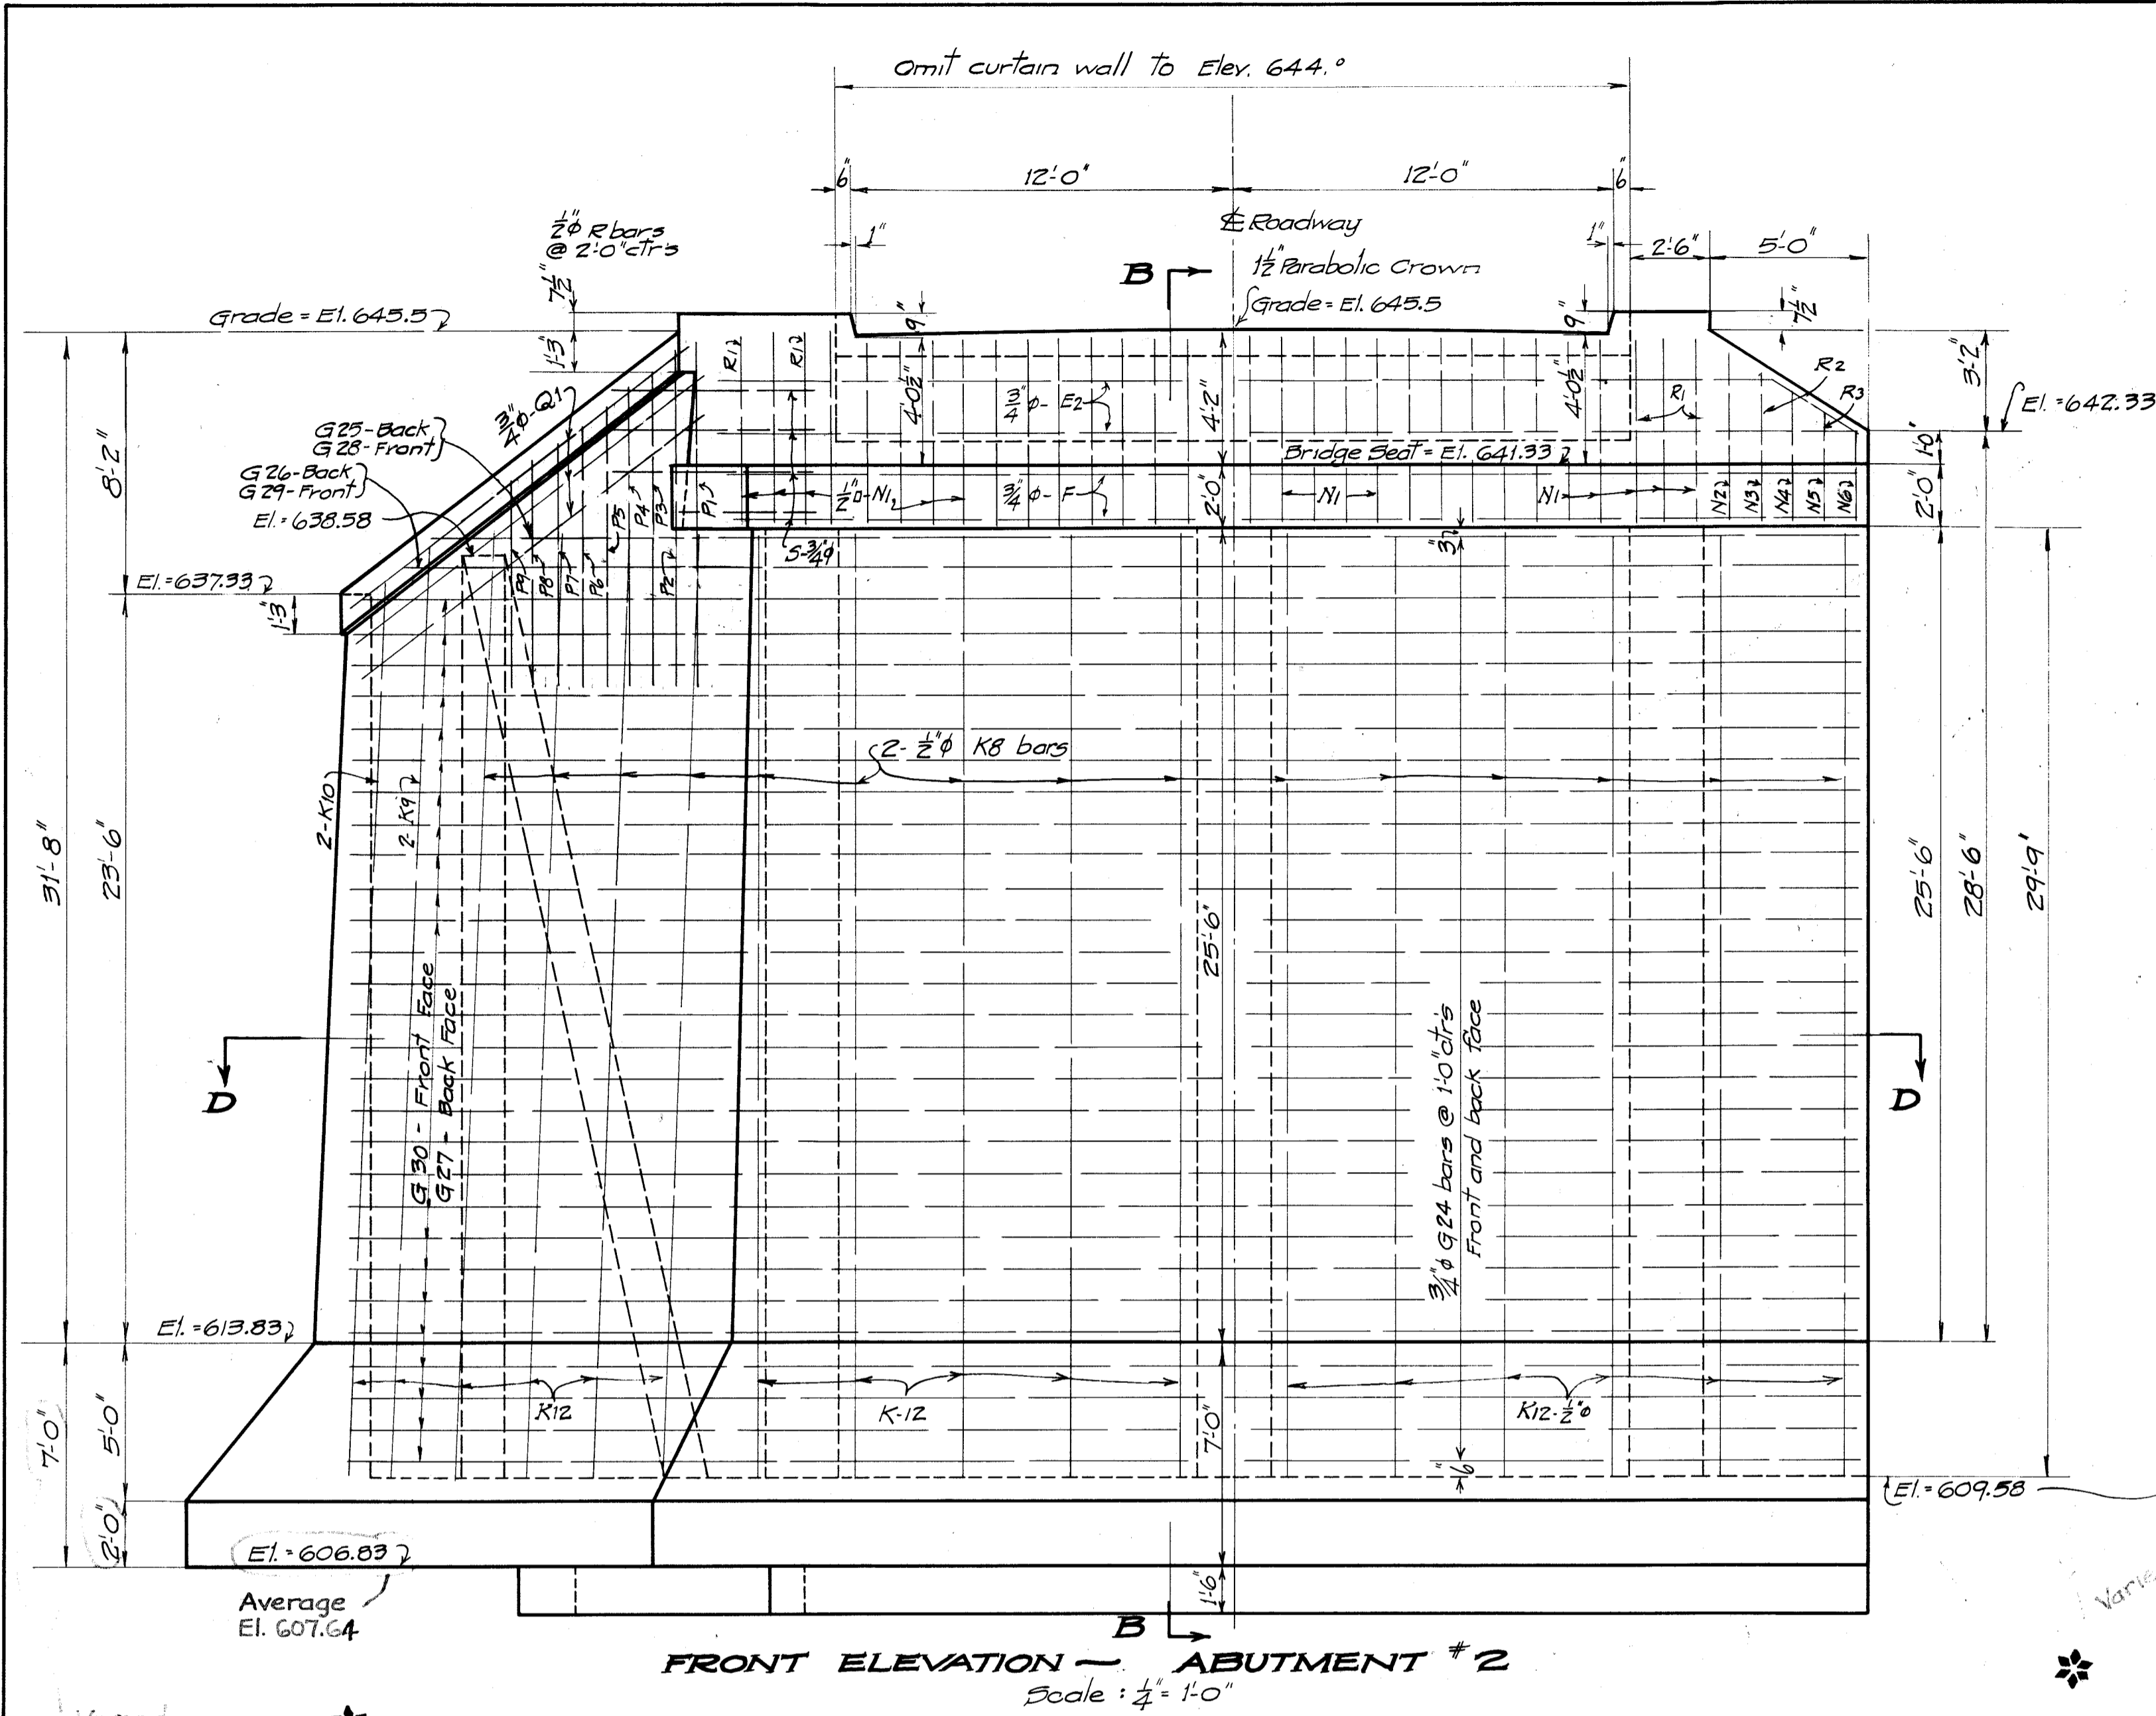 Omit curtain wall to Elev. 644.°
6"
12'-0"
12'-0"
6"
½"φ R bars
@ 2'-0" ctr's
1"
℄ Roadway
1"
2'-6"
5'-0"
B
1½" Parabolic Crown
7½"
Grade = El. 645.5
Grade = El. 645.5
9"
9"
7½"
1'-3"
R1
R1
3'-2"
R2
R3
El. = 642.33
¾"φ-Q1
4'-0½"
¾"φ- E2
4'-2"
4'-0½"
R1
G25-Back
G28-Front
G26-Back
G29-Front
El. = 638.58
8'-2"
Bridge Seat = El. 641.33
1'-0"
P5
P4
P3
P1
½"▫-N1₂
¾"φ- F
2'-0"
N1
N1
N2
N3
N4
N5
N6
2'-0"
El. = 637.33
1'-3"
P9
P8
P7
P6
P2
S-¾"φ
3"
2- ½"φ K8 bars
2-K10
2-K9
31'-8"
23'-6"
25'-6"
25'-6"
28'-6"
29'-9"
G30 - Front Face
G27 - Back Face
¾"φ G24 bars @ 1'-0" ctr's
Front and back face
D
D
El. = 613.83
K12
K-12
K12-½"φ
7'-0"
5'-0"
7'-0"
6"
El. = 609.58
2'-0"
El. = 606.83
Average
El. 607.64
1'-6"
B
FRONT ELEVATION — ABUTMENT #2
Scale : ¼" = 1'-0"